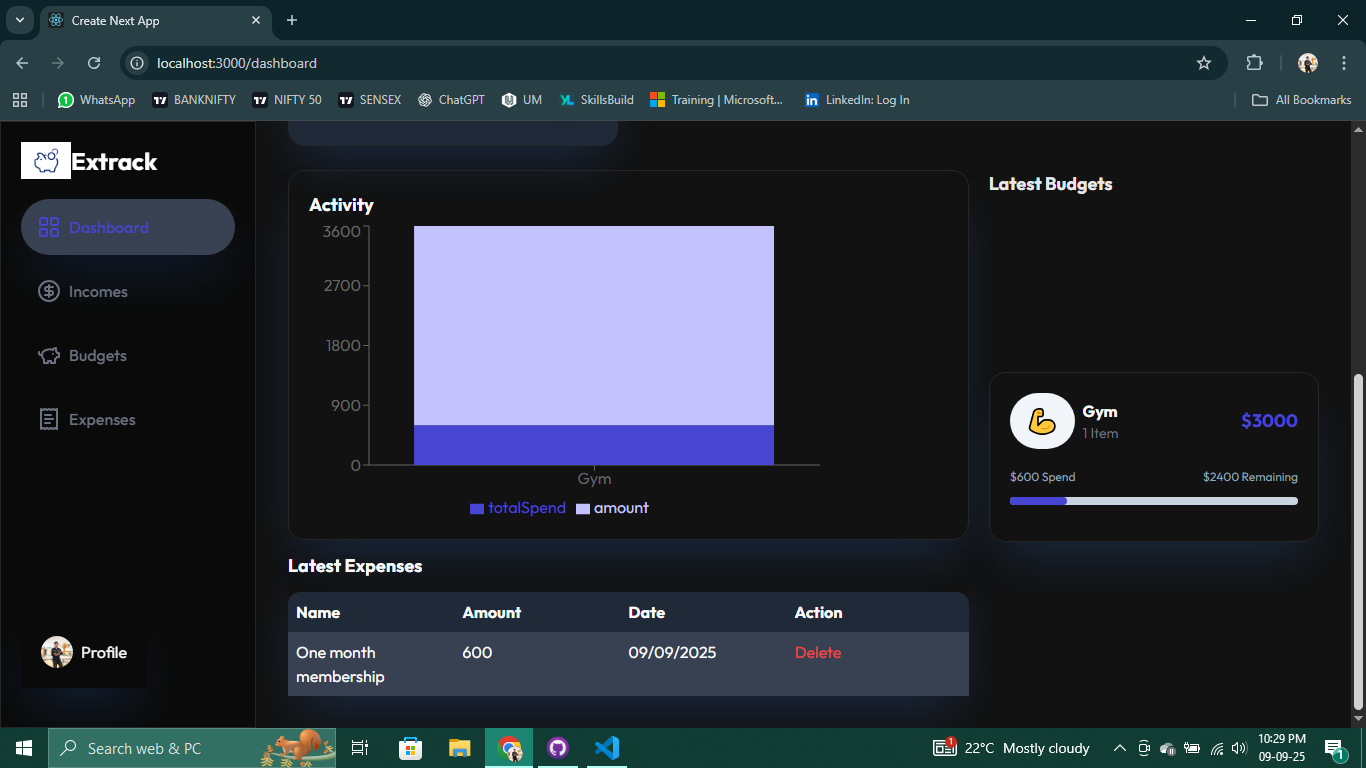 Create Next App
localhost:3000/dashboard
WhatsApp BANKNIFTY NIFTY 50 SENSEX ChatGPT UM SkillsBuild Training | Microsoft... LinkedIn: Log In All Bookmarks
Extrack
Dashboard
Incomes
Budgets
Expenses
Profile
Activity
3600
2700
1800
900
0
Gym
totalSpend amount
Latest Budgets
Gym
1 Item
$3000
$600 Spend $2400 Remaining
Latest Expenses
Name Amount Date Action
One month 600 09/09/2025 Delete
membership
Search web & PC
1
22°C Mostly cloudy
10:29 PM
09-09-25
1